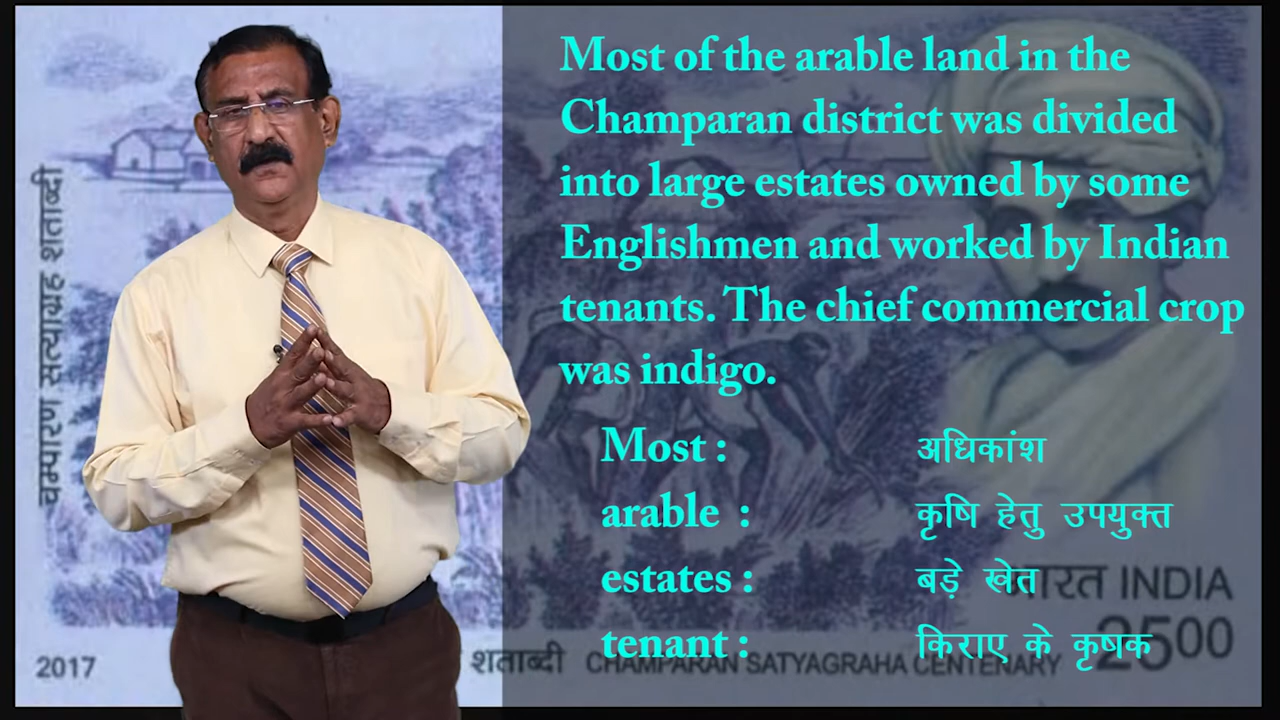 Most of the arable land in the
Champaran district was divided
into large estates owned by some
Englishmen and worked by Indian
tenants. The chief commercial crop
was indigo.
Most : अधिकांश
arable : कृषि हेतु उपयुक्त
estates : बड़े खेत
tenant : किराए के कृषक
चम्पारण सत्याग्रह शताब्दी
भारत INDIA
2500
2017
शताब्दी CHAMPARAN SATYAGRAHA CENTENARY